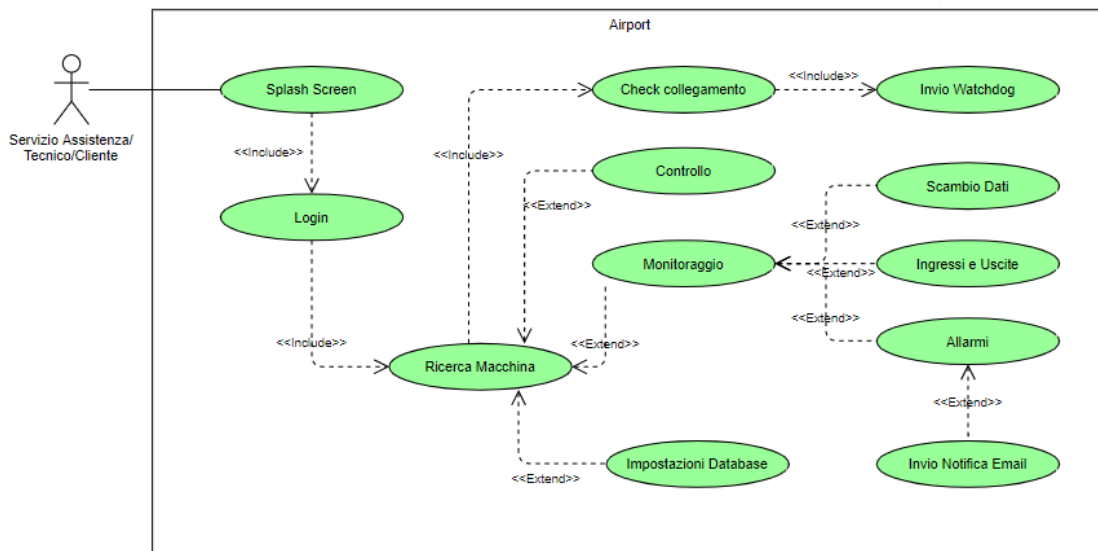 Airport
Splash Screen
Check collegamento
<<Include>>
Invio Watchdog
Servizio Assistenza/
Tecnico/Cliente
<<Include>>
<<Include>>
Controllo
Scambio Dati
Login
<<Extend>>
<<Extend>>
Monitoraggio
<<Extend>>
Ingressi e Uscite
<<Extend>>
<<Include>>
<<Extend>>
Allarmi
Ricerca Macchina
<<Extend>>
Impostazioni Database
Invio Notifica Email
<<Extend>>